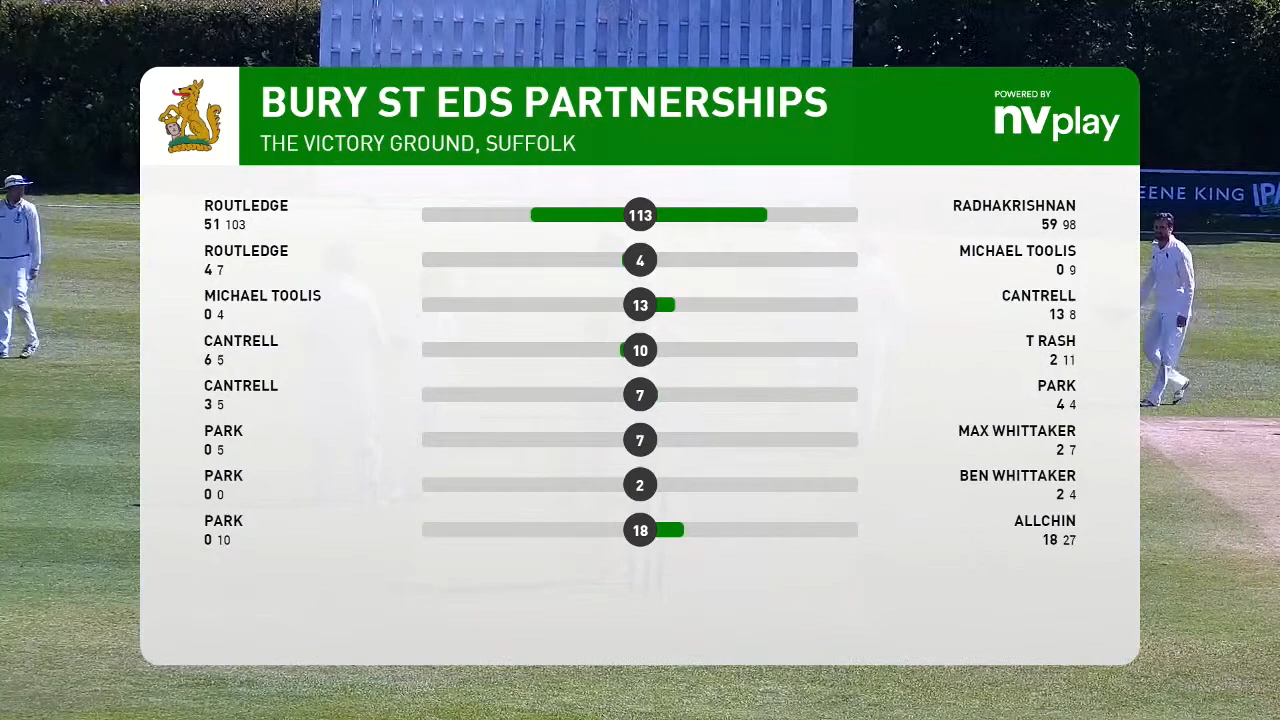 BURY ST EDS PARTNERSHIPS
THE VICTORY GROUND, SUFFOLK
POWERED BY
nvplay
EENE KING IPA
ROUTLEDGE 113 RADHAKRISHNAN
51 103 59 98
ROUTLEDGE 4 MICHAEL TOOLIS
4 7 0 9
MICHAEL TOOLIS 13 CANTRELL
0 4 13 8
CANTRELL 10 T RASH
6 5 2 11
CANTRELL 7 PARK
3 5 4 4
PARK 7 MAX WHITTAKER
0 5 2 7
PARK 2 BEN WHITTAKER
0 0 2 4
PARK 18 ALLCHIN
0 10 18 27